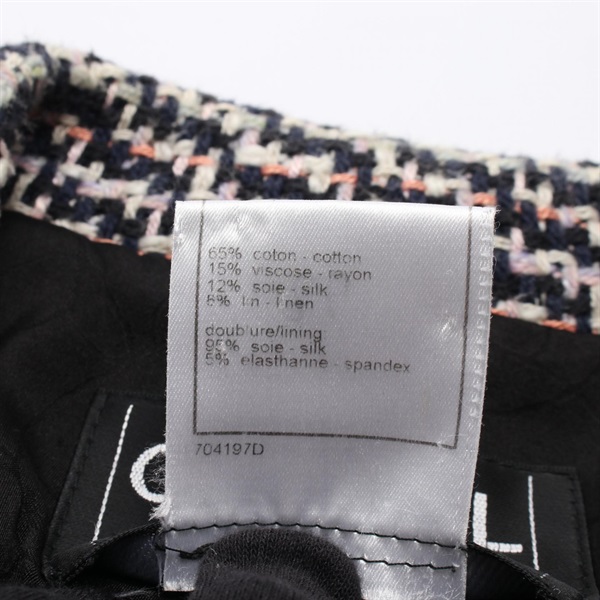 65% coton - cotton
15% viscose - rayon
12% soie - silk
8% lin - linen
doublure/lining
95% soie - silk
5% elasthanne - spandex
704197D
C L